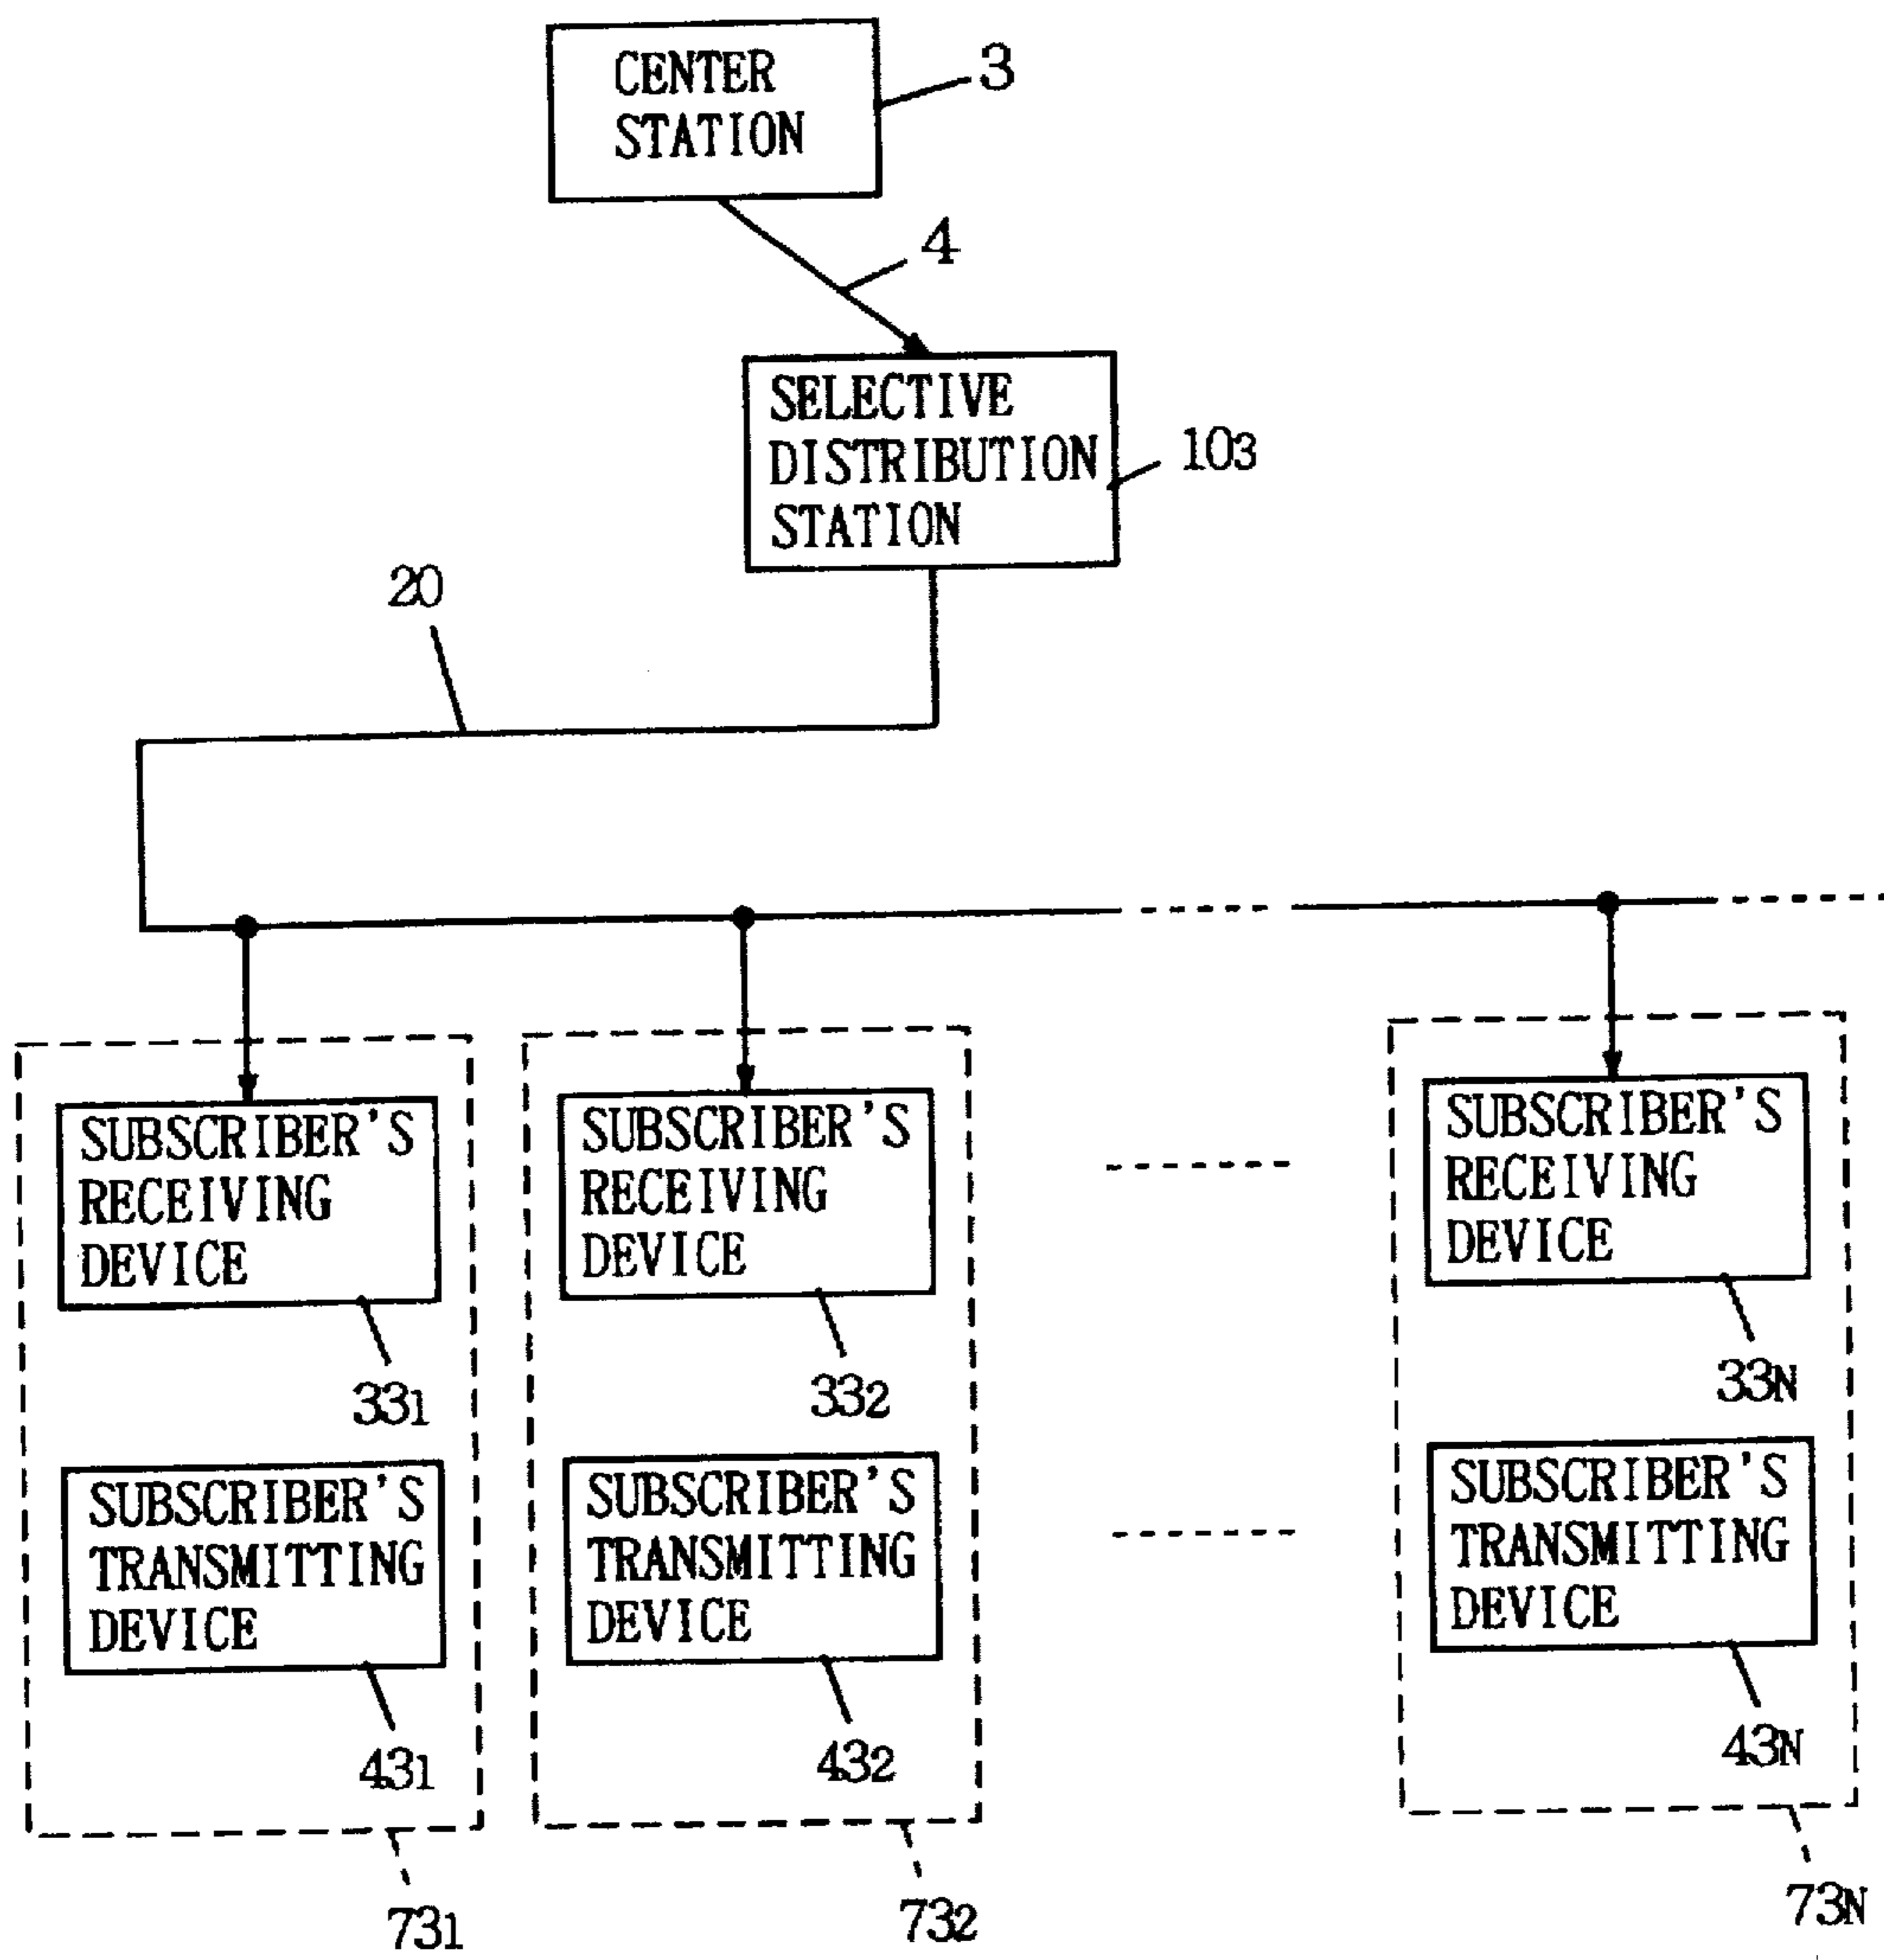 CENTER
STATION
3
4
SELECTIVE
DISTRIBUTION
STATION
103
20
SUBSCRIBER'S
RECEIVING
DEVICE
331
SUBSCRIBER'S
RECEIVING
DEVICE
332
SUBSCRIBER'S
RECEIVING
DEVICE
33N
SUBSCRIBER'S
TRANSMITTING
DEVICE
431
SUBSCRIBER'S
TRANSMITTING
DEVICE
432
SUBSCRIBER'S
TRANSMITTING
DEVICE
43N
731
732
73N